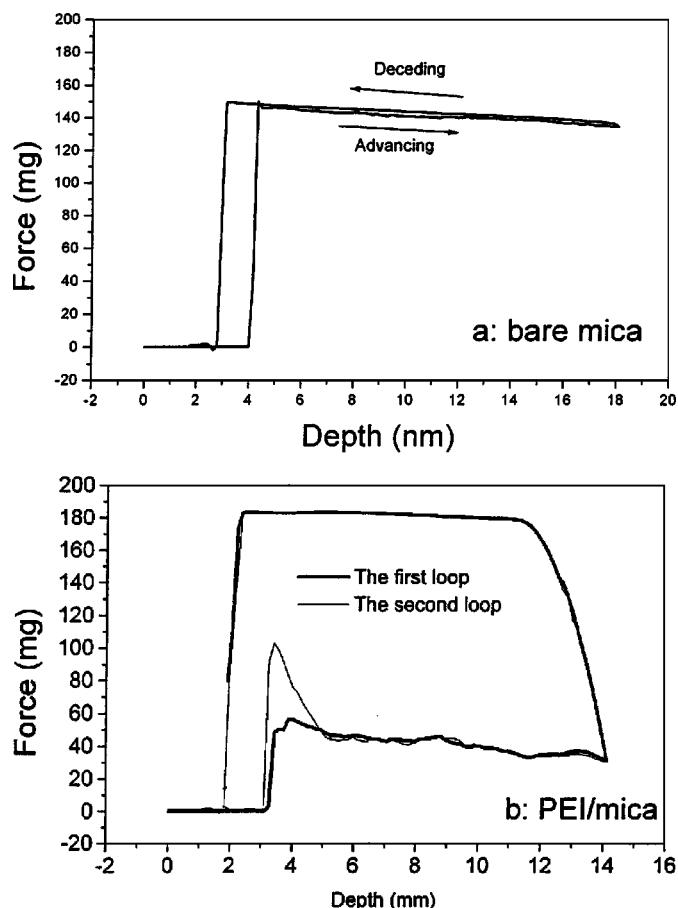 200
180
160
140
120
100
80
60
40
20
0
-20
Force (mg)
Deceding
Advancing
a: bare mica
-2 0 2 4 6 8 10 12 14 16 18 20
Depth (nm)
200
180
160
140
120
100
80
60
40
20
0
-20
Force (mg)
The first loop
The second loop
b: PEI/mica
-2 0 2 4 6 8 10 12 14 16
Depth (mm)